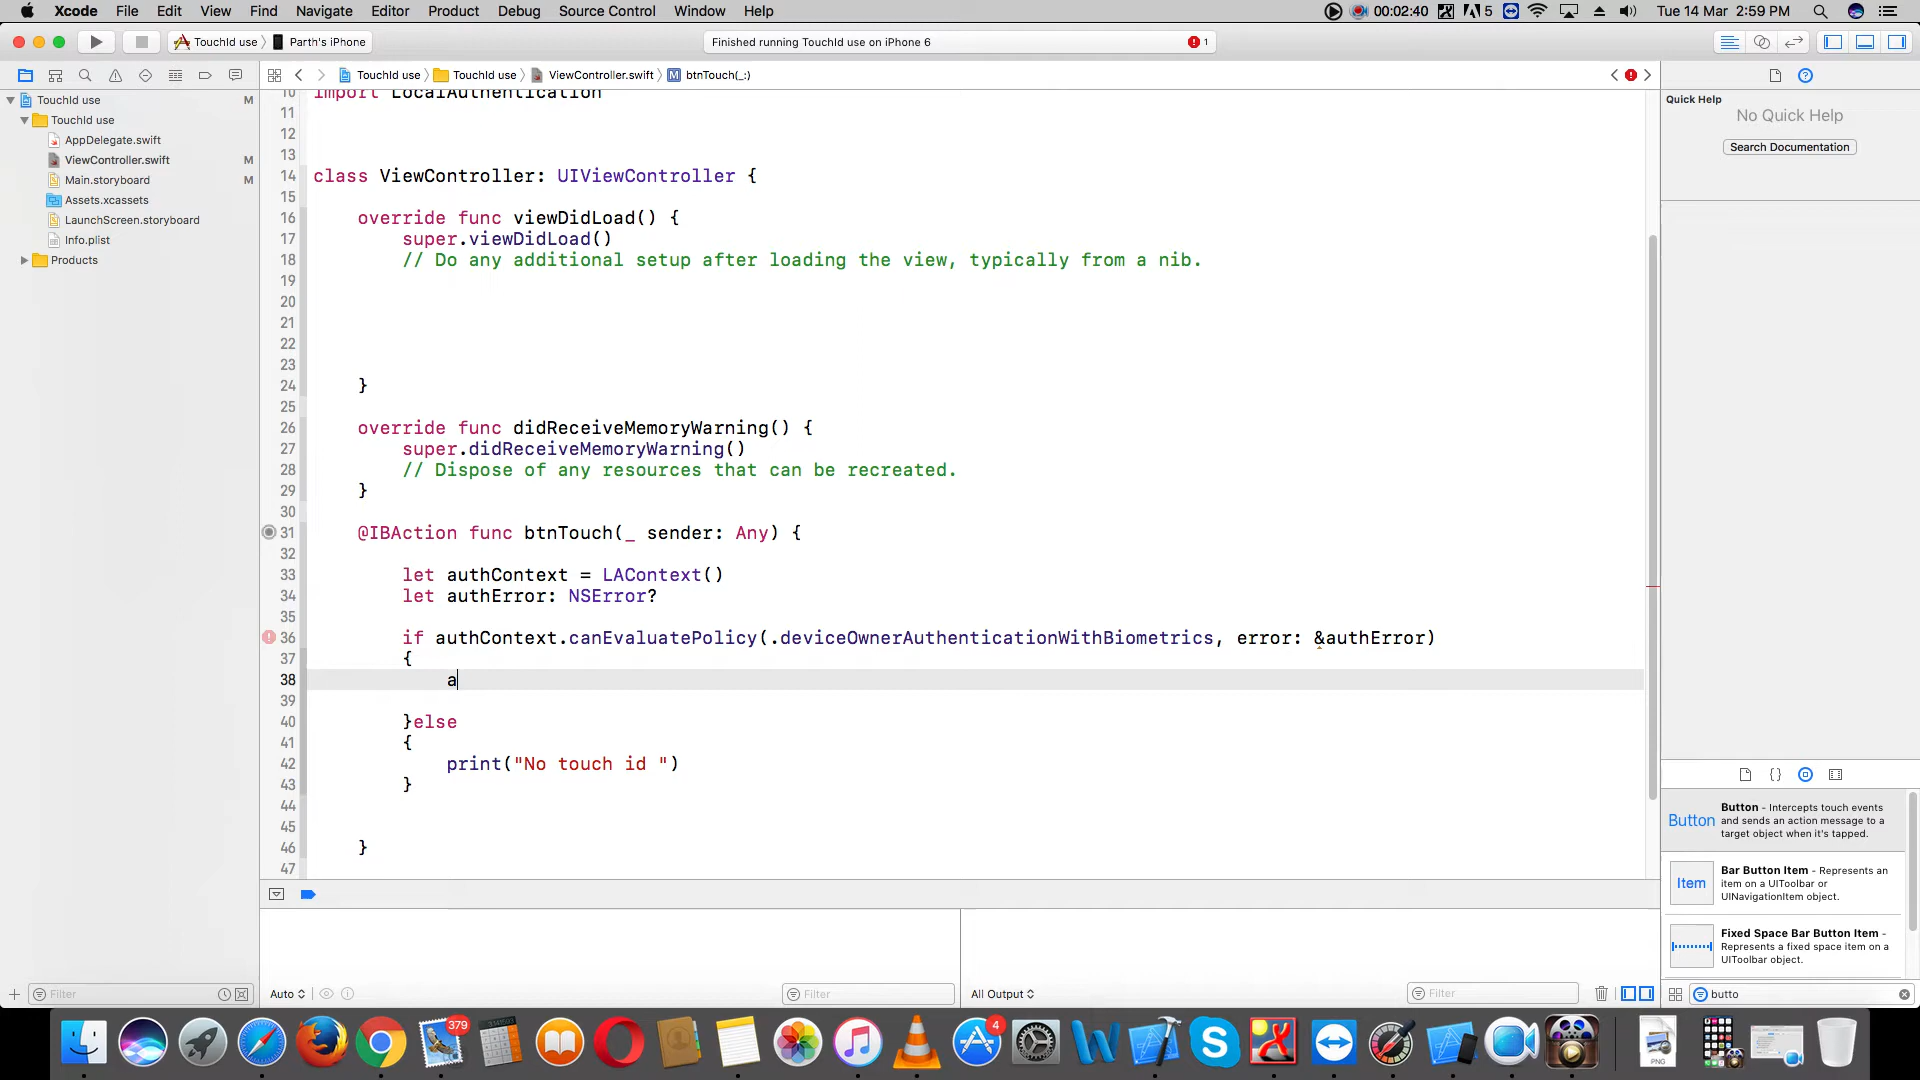 Xcode File Edit View Find Navigate Editor Product Debug Source Control Window Help 00:02:40 5 Tue 14 Mar 2:59 PM
TouchId use Parth's iPhone Finished running TouchId use on iPhone 6 1
TouchId use TouchId use ViewController.swift M btnTouch(_:)
TouchId use M
TouchId use
AppDelegate.swift
ViewController.swift M
Main.storyboard M
Assets.xcassets
LaunchScreen.storyboard
Info.plist
Products
10 import LocalAuthentication
11
12
13
14 class ViewController: UIViewController {
15
16 override func viewDidLoad() {
17 super.viewDidLoad()
18 // Do any additional setup after loading the view, typically from a nib.
19
20
21
22
23
24 }
25
26 override func didReceiveMemoryWarning() {
27 super.didReceiveMemoryWarning()
28 // Dispose of any resources that can be recreated.
29 }
30
31 @IBAction func btnTouch(_ sender: Any) {
32
33 let authContext = LAContext()
34 let authError: NSError?
35
36 if authContext.canEvaluatePolicy(.deviceOwnerAuthenticationWithBiometrics, error: &authError)
37 {
38 a
39
40 }else
41 {
42 print("No touch id ")
43 }
44
45
46 }
47
Quick Help
No Quick Help
Search Documentation
Button - Intercepts touch events
and sends an action message to a
target object when it's tapped.
Button
Bar Button Item - Represents an
item on a UIToolbar or
UINavigationItem object.
Item
Fixed Space Bar Button Item -
Represents a fixed space item on a
UIToolbar object.
Filter Auto Filter All Output Filter butto
379 4
PNG